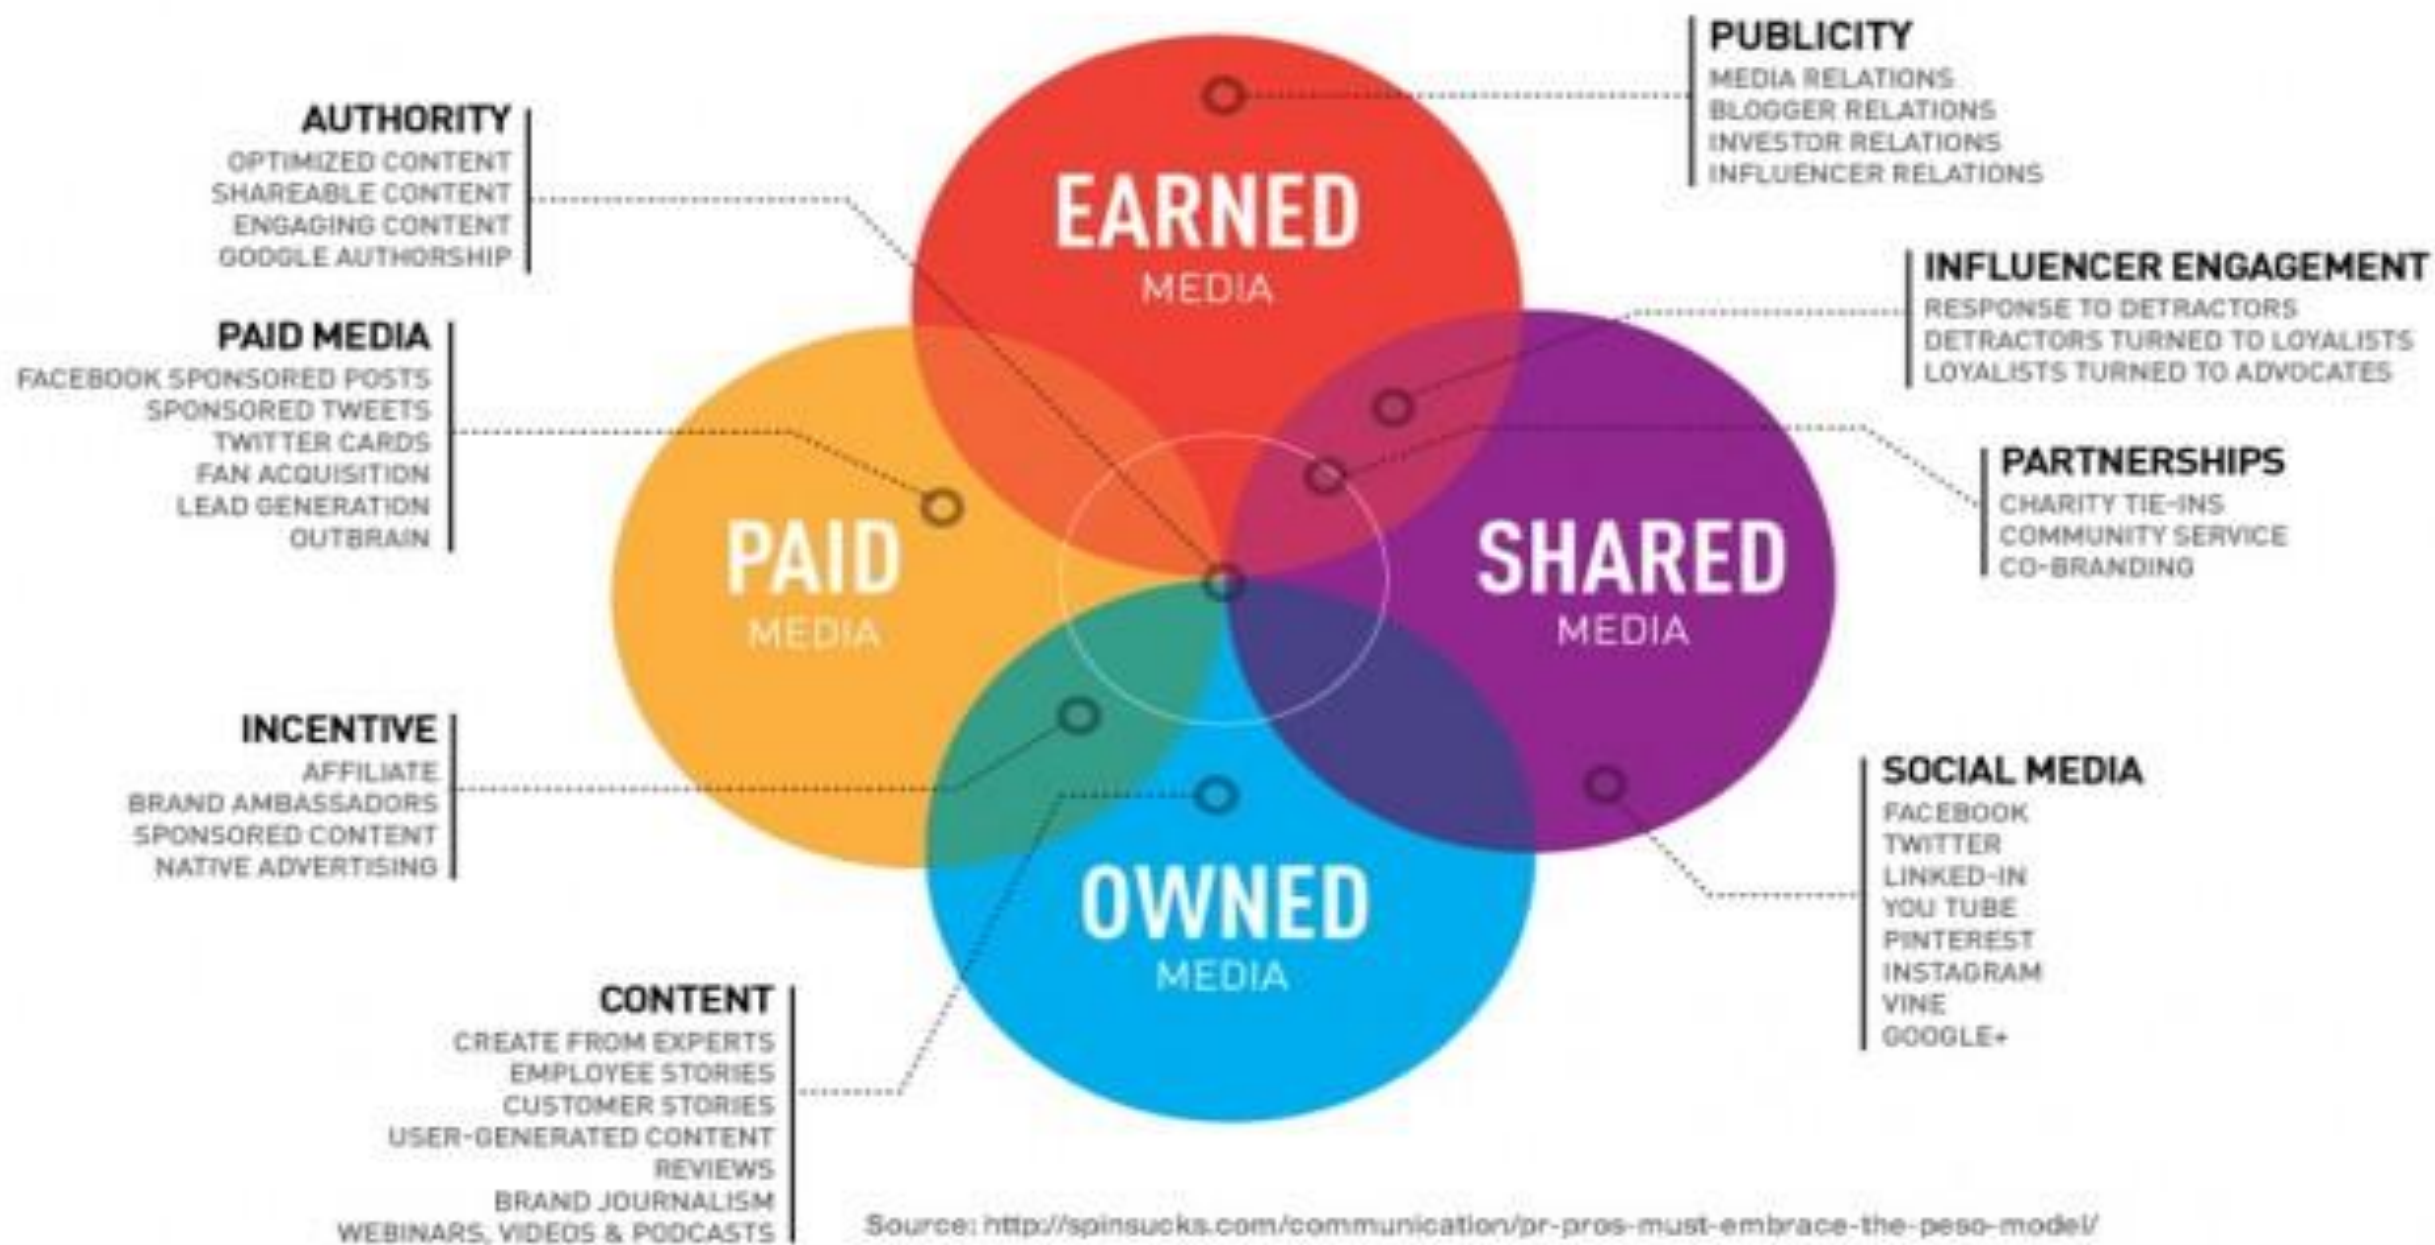 PUBLICITY
MEDIA RELATIONS
BLOGGER RELATIONS
INVESTOR RELATIONS
INFLUENCER RELATIONS
AUTHORITY
OPTIMIZED CONTENT
SHAREABLE CONTENT
ENGAGING CONTENT
GOOGLE AUTHORSHIP
EARNED
MEDIA
INFLUENCER ENGAGEMENT
RESPONSE TO DETRACTORS
DETRACTORS TURNED TO LOYALISTS
LOYALISTS TURNED TO ADVOCATES
PAID MEDIA
FACEBOOK SPONSORED POSTS
SPONSORED TWEETS
TWITTER CARDS
FAN ACQUISITION
LEAD GENERATION
OUTBRAIN
PARTNERSHIPS
CHARITY TIE-INS
COMMUNITY SERVICE
CO-BRANDING
PAID
MEDIA
SHARED
MEDIA
INCENTIVE
AFFILIATE
BRAND AMBASSADORS
SPONSORED CONTENT
NATIVE ADVERTISING
SOCIAL MEDIA
FACEBOOK
TWITTER
LINKED-IN
YOU TUBE
PINTEREST
INSTAGRAM
VINE
GOOGLE+
OWNED
MEDIA
CONTENT
CREATE FROM EXPERTS
EMPLOYEE STORIES
CUSTOMER STORIES
USER-GENERATED CONTENT
REVIEWS
BRAND JOURNALISM
WEBINARS, VIDEOS & PODCASTS
Source: http://spinsucks.com/communication/pr-pros-must-embrace-the-peso-model/